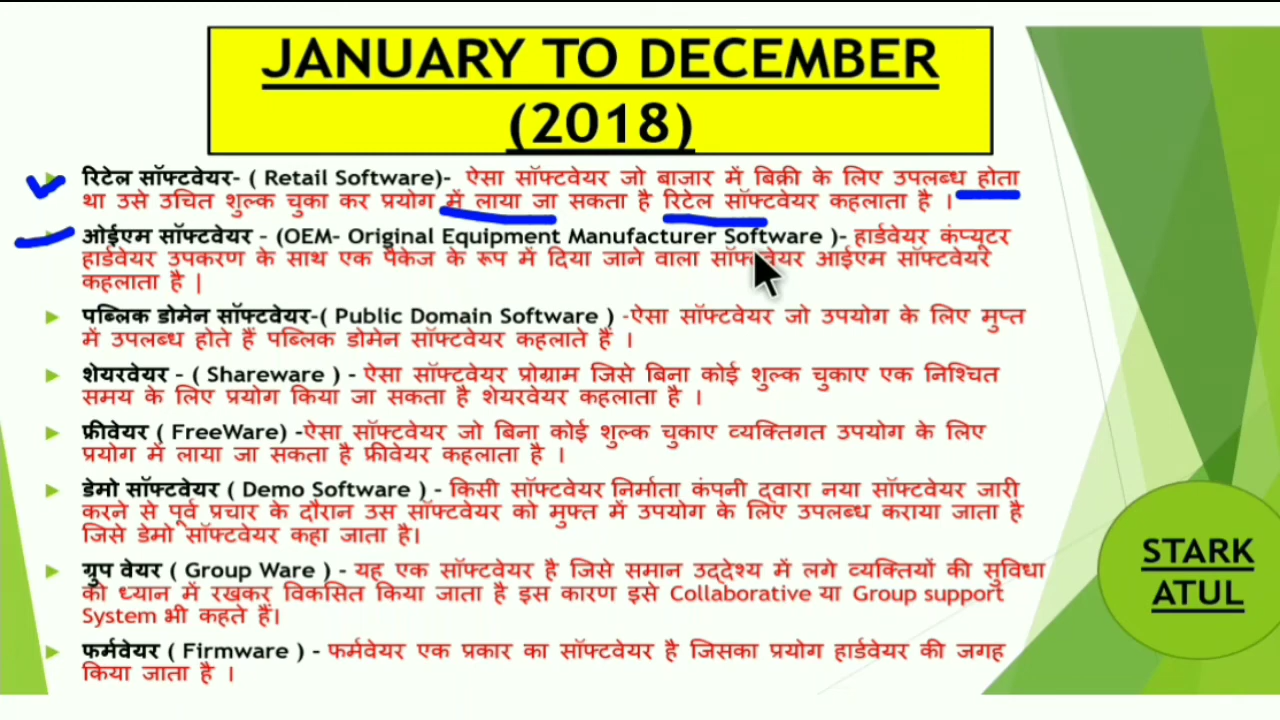 JANUARY TO DECEMBER
(2018)
रिटेल सॉफ्टवेयर- ( Retail Software)- ऐसा सॉफ्टवेयर जो बाजार में बिक्री के लिए उपलब्ध होता
था उसे उचित शुल्क चुका कर प्रयोग में लाया जा सकता है रिटेल सॉफ्टवेयर कहलाता है ।
ओईएम सॉफ्टवेयर - (OEM- Original Equipment Manufacturer Software )- हार्डवेयर कंप्यूटर
हार्डवेयर उपकरण के साथ एक पैकेज के रूप में दिया जाने वाला सॉफ्टवेयर आईएम सॉफ्टवेयर
कहलाता है |
पब्लिक डोमेन सॉफ्टवेयर-( Public Domain Software ) -ऐसा सॉफ्टवेयर जो उपयोग के लिए मुफ्त
में उपलब्ध होते हैं पब्लिक डोमेन सॉफ्टवेयर कहलाते हैं ।
शेयरवेयर - ( Shareware ) - ऐसा सॉफ्टवेयर प्रोग्राम जिसे बिना कोई शुल्क चुकाए एक निश्चित
समय के लिए प्रयोग किया जा सकता है शेयरवेयर कहलाता है ।
फ्रीवेयर ( FreeWare) -ऐसा सॉफ्टवेयर जो बिना कोई शुल्क चुकाए व्यक्तिगत उपयोग के लिए
प्रयोग में लाया जा सकता है फ्रीवेयर कहलाता है ।
डेमो सॉफ्टवेयर ( Demo Software ) - किसी सॉफ्टवेयर निर्माता कंपनी द्वारा नया सॉफ्टवेयर जारी
करने से पूर्व प्रचार के दौरान उस सॉफ्टवेयर को मुफ्त में उपयोग के लिए उपलब्ध कराया जाता है
जिसे डेमो सॉफ्टवेयर कहा जाता है।
ग्रुप वेयर ( Group Ware ) - यह एक सॉफ्टवेयर है जिसे समान उद्देश्य में लगे व्यक्तियों की सुविधा
को ध्यान में रखकर विकसित किया जाता है इस कारण इसे Collaborative या Group support
System भी कहते हैं।
फर्मवेयर ( Firmware ) - फर्मवेयर एक प्रकार का सॉफ्टवेयर है जिसका प्रयोग हार्डवेयर की जगह
किया जाता है ।
STARK
ATUL